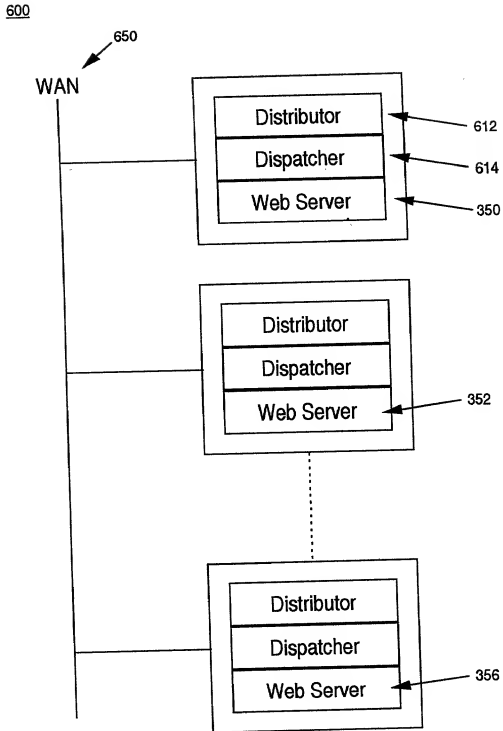 600
650
WAN
Distributor
612
Dispatcher
614
Web Server
350
Distributor
Dispatcher
Web Server
352
Distributor
Dispatcher
Web Server
356